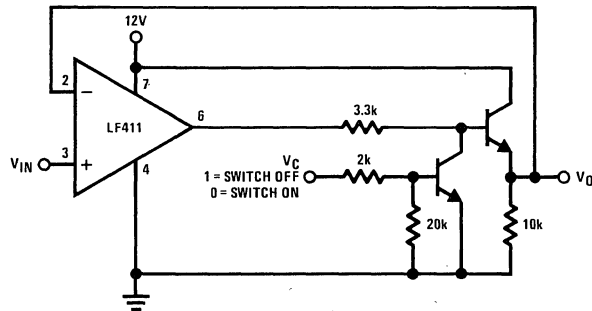 12V
2
7
−
LF411
6
3.3k
V_IN
3
+
4
V_C
1 = SWITCH OFF
0 = SWITCH ON
2k
20k
10k
V_O